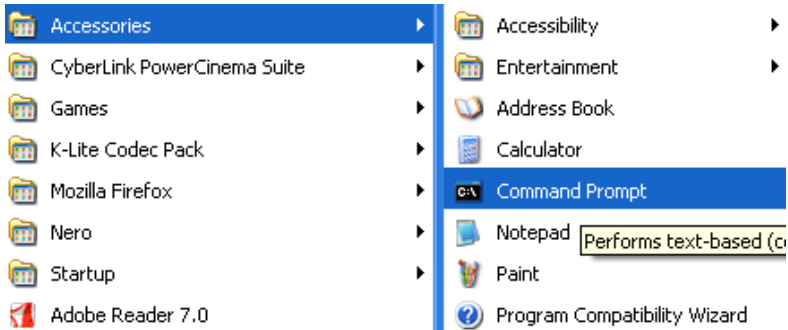 Accessories
CyberLink PowerCinema Suite
Games
K-Lite Codec Pack
Mozilla Firefox
Nero
Startup
Adobe Reader 7.0
Accessibility
Entertainment
Address Book
Calculator
C:\
Command Prompt
Notepad
Performs text-based (c
Paint
Program Compatibility Wizard